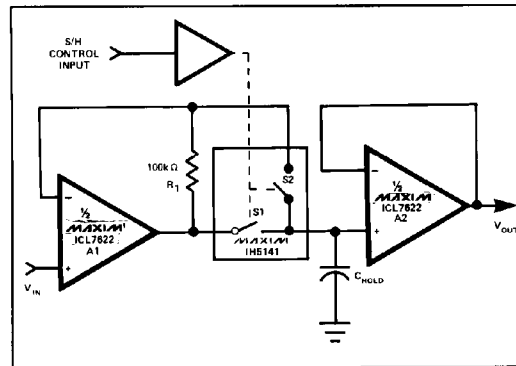 S/H
CONTROL
INPUT
100kΩ
R1
S2
S1
MAXIM
IH5141
½
MAXIM
ICL7622
A1
VIN
½
MAXIM
ICL7622
A2
CHOLD
VOUT